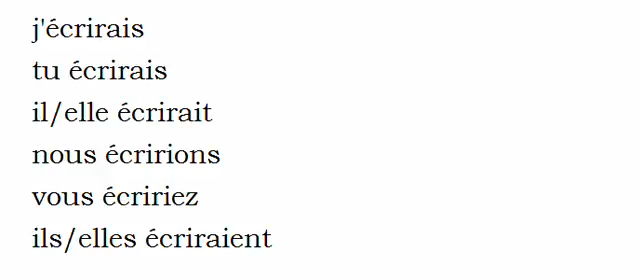 j'écrirais
tu écrirais
il/elle écrirait
nous écririons
vous écririez
ils/elles écriraient